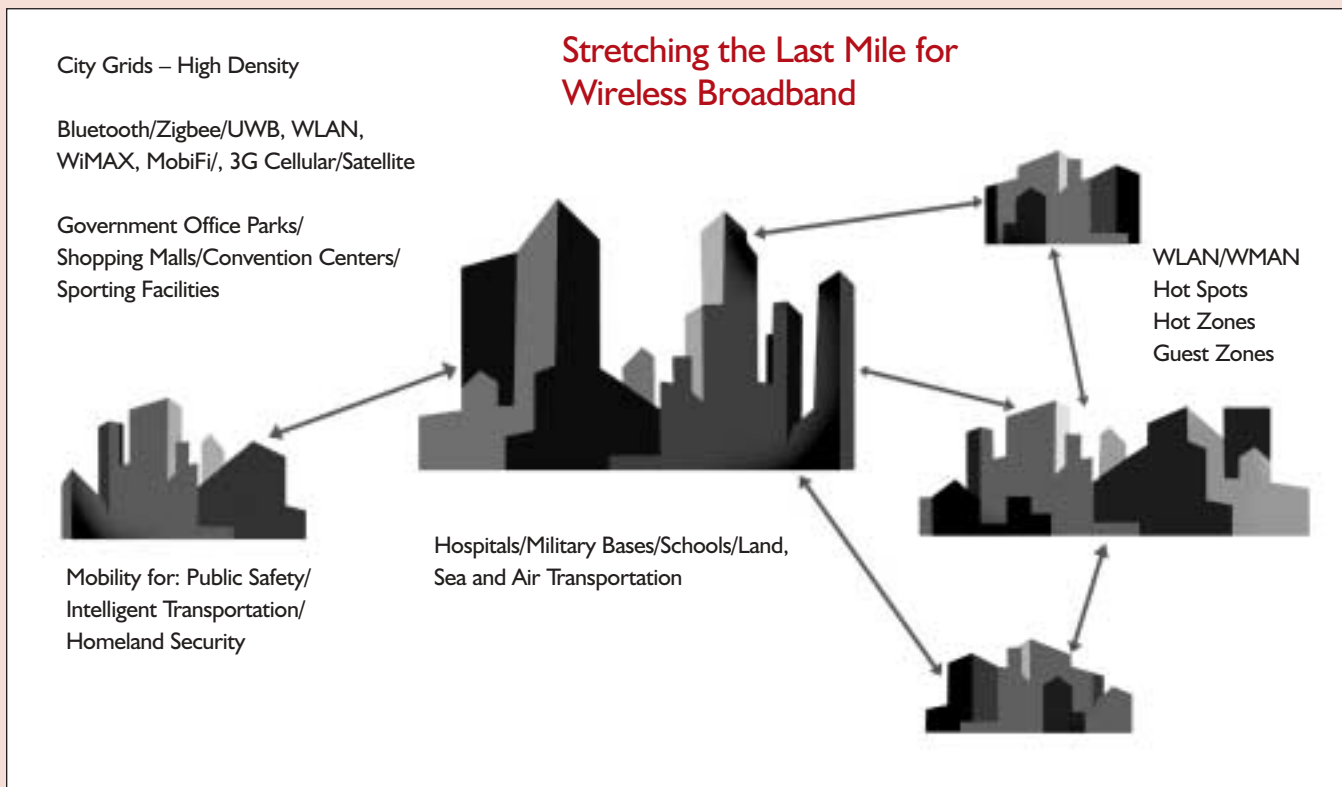 Stretching the Last Mile for
Wireless Broadband
City Grids – High Density
Bluetooth/Zigbee/UWB, WLAN,
WiMAX, MobiFi/, 3G Cellular/Satellite
Government Office Parks/
Shopping Malls/Convention Centers/
Sporting Facilities
WLAN/WMAN
Hot Spots
Hot Zones
Guest Zones
Hospitals/Military Bases/Schools/Land,
Sea and Air Transportation
Mobility for: Public Safety/
Intelligent Transportation/
Homeland Security